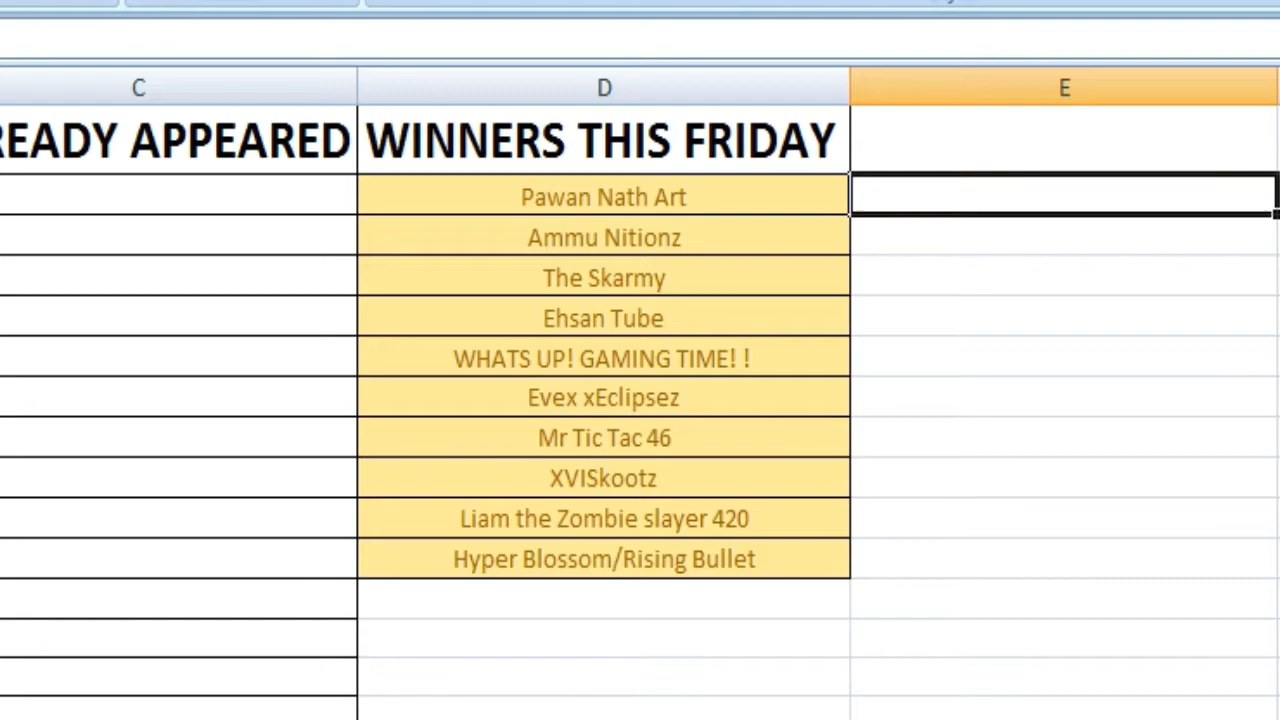 C D E
READY APPEARED WINNERS THIS FRIDAY
Pawan Nath Art
Ammu Nitionz
The Skarmy
Ehsan Tube
WHATS UP! GAMING TIME! !
Evex xEclipsez
Mr Tic Tac 46
XVISkootz
Liam the Zombie slayer 420
Hyper Blossom/Rising Bullet